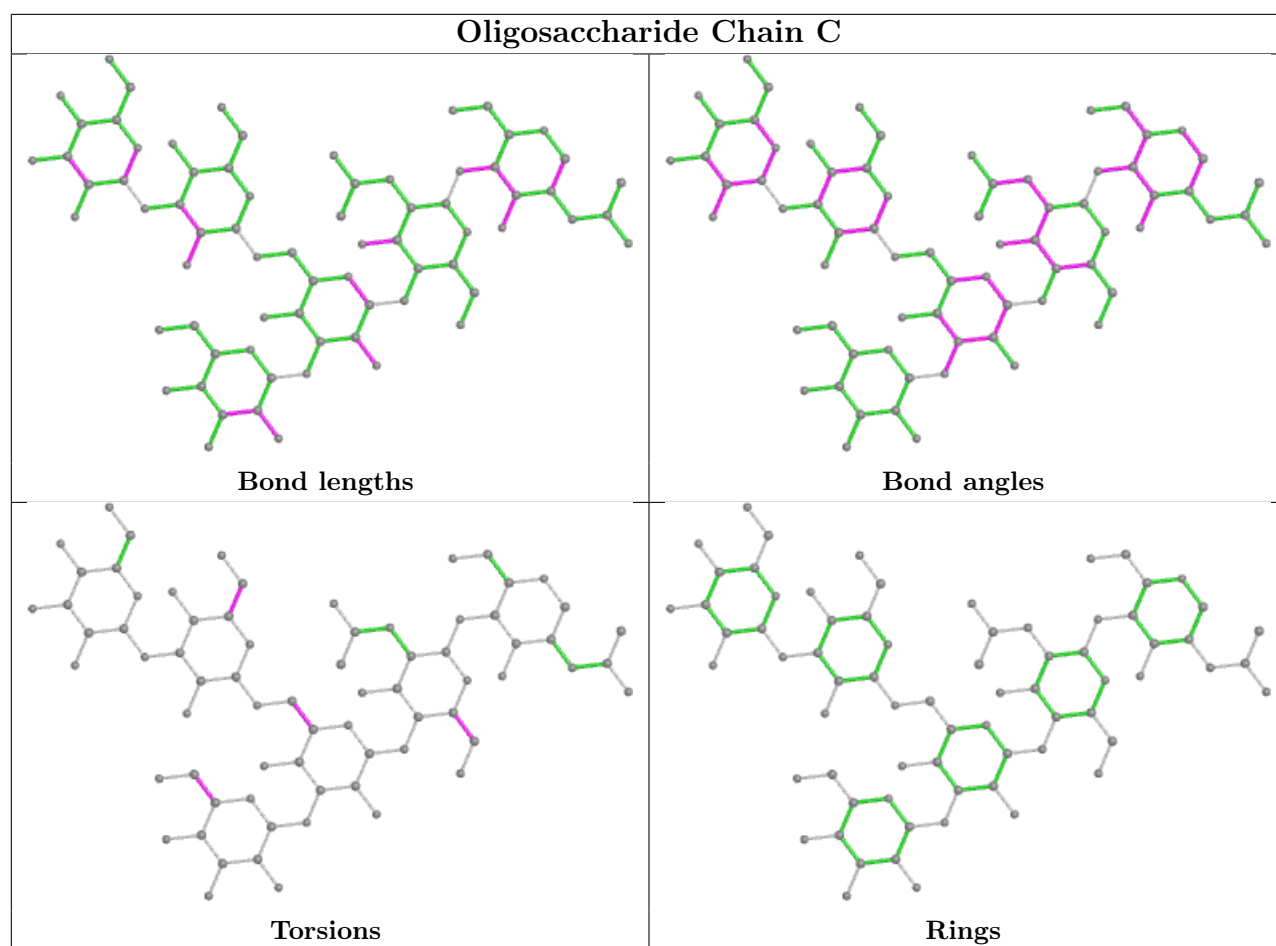 Oligosaccharide Chain C
Bond lengths
Bond angles
Torsions
Rings